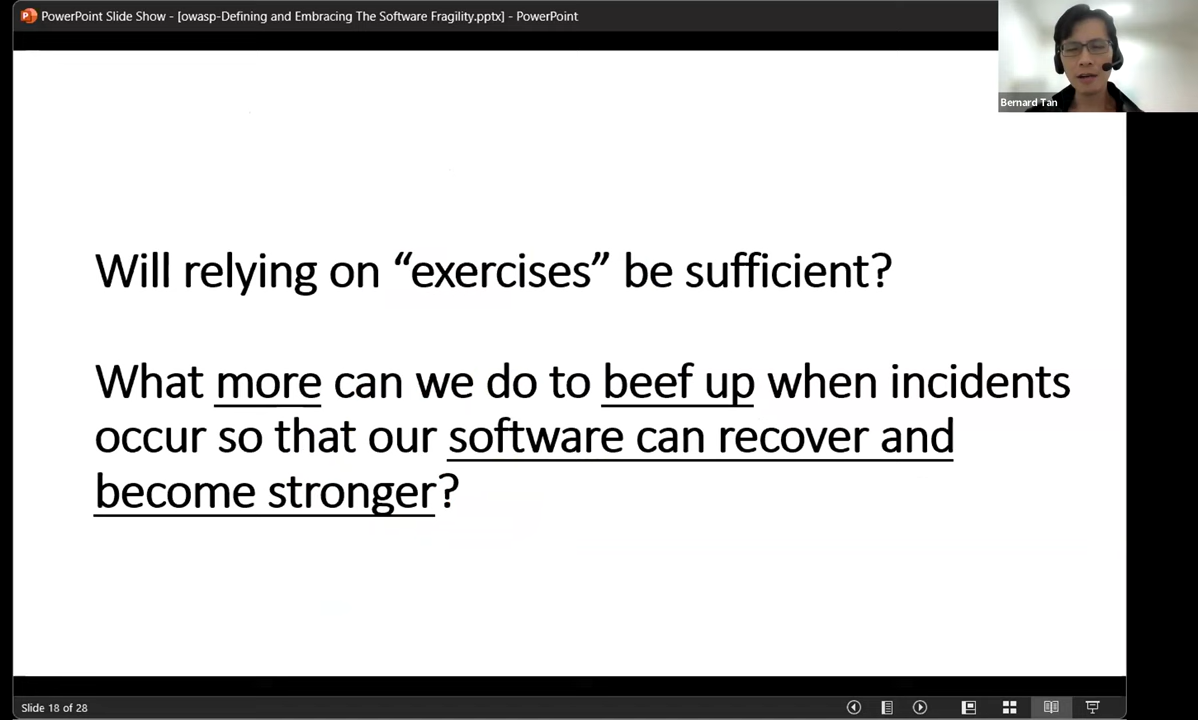 PowerPoint Slide Show - [owasp-Defining and Embracing The Software Fragility.pptx] - PowerPoint
Bernard Tan
Will relying on “exercises” be sufficient?
What more can we do to beef up when incidents
occur so that our software can recover and
become stronger?
Slide 18 of 28